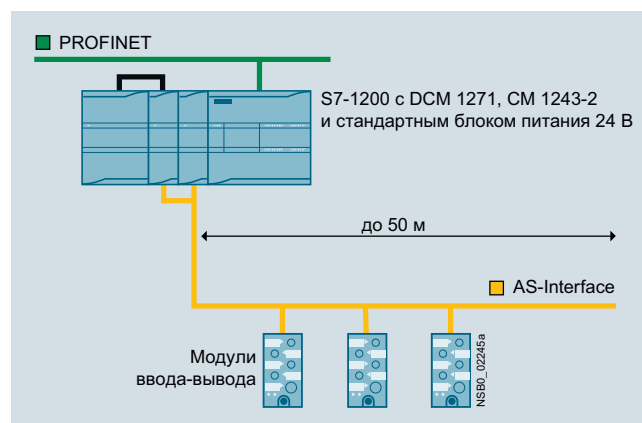 PROFINET
S7-1200 с DCM 1271, CM 1243-2
и стандартным блоком питания 24 В
до 50 м
AS-Interface
Модули
ввода-вывода
NSB0_02245a